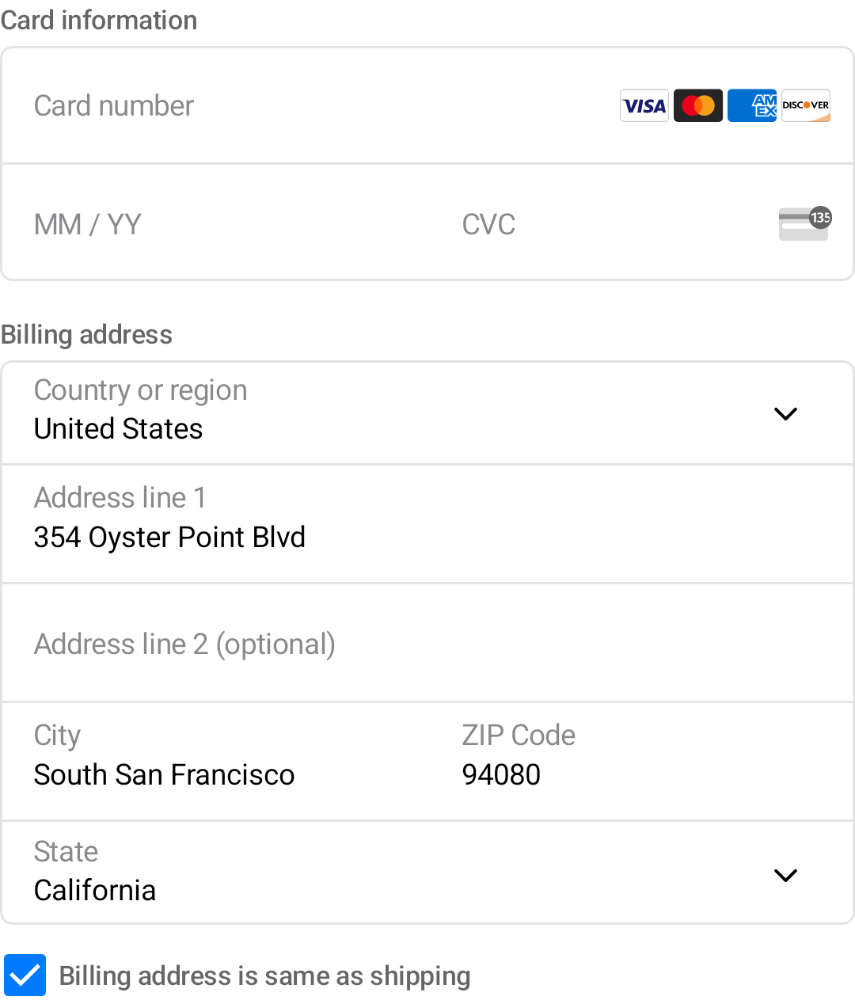 Card information
Card number VISA AMEX DISCOVER
MM / YY CVC 135
Billing address
Country or region
United States
Address line 1
354 Oyster Point Blvd
Address line 2 (optional)
City ZIP Code
South San Francisco 94080
State
California
Billing address is same as shipping